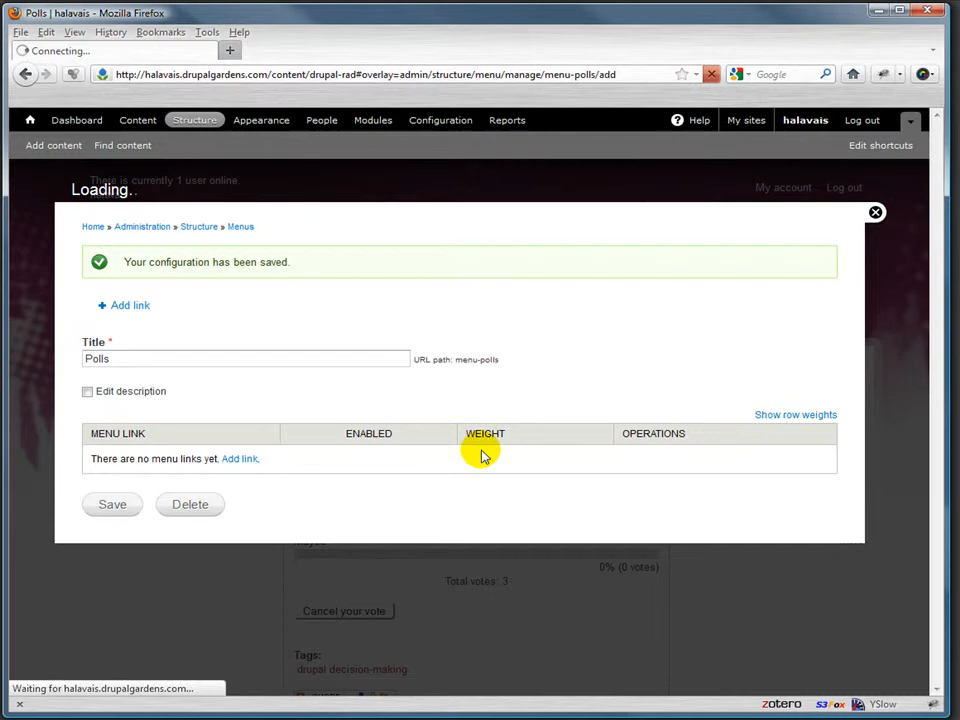 Polls | halavais - Mozilla Firefox
File Edit View History Bookmarks Tools Help
Connecting...
http://halavais.drupalgardens.com/content/drupal-rad#overlay=admin/structure/menu/manage/menu-polls/add
Google
Dashboard Content Structure Appearance People Modules Configuration Reports Help My sites halavais Log out
Add content Find content Edit shortcuts
There is currently 1 user online.
Loading..
My account Log out
Home » Administration » Structure » Menus
Your configuration has been saved.
+ Add link
Title *
Polls URL path: menu-polls
Edit description
Show row weights
MENU LINK ENABLED WEIGHT OPERATIONS
There are no menu links yet. Add link.
Save Delete
0% (0 votes)
Total votes: 3
Cancel your vote
Tags:
drupal decision-making
Waiting for halavais.drupalgardens.com...
zotero S3Fox YSlow